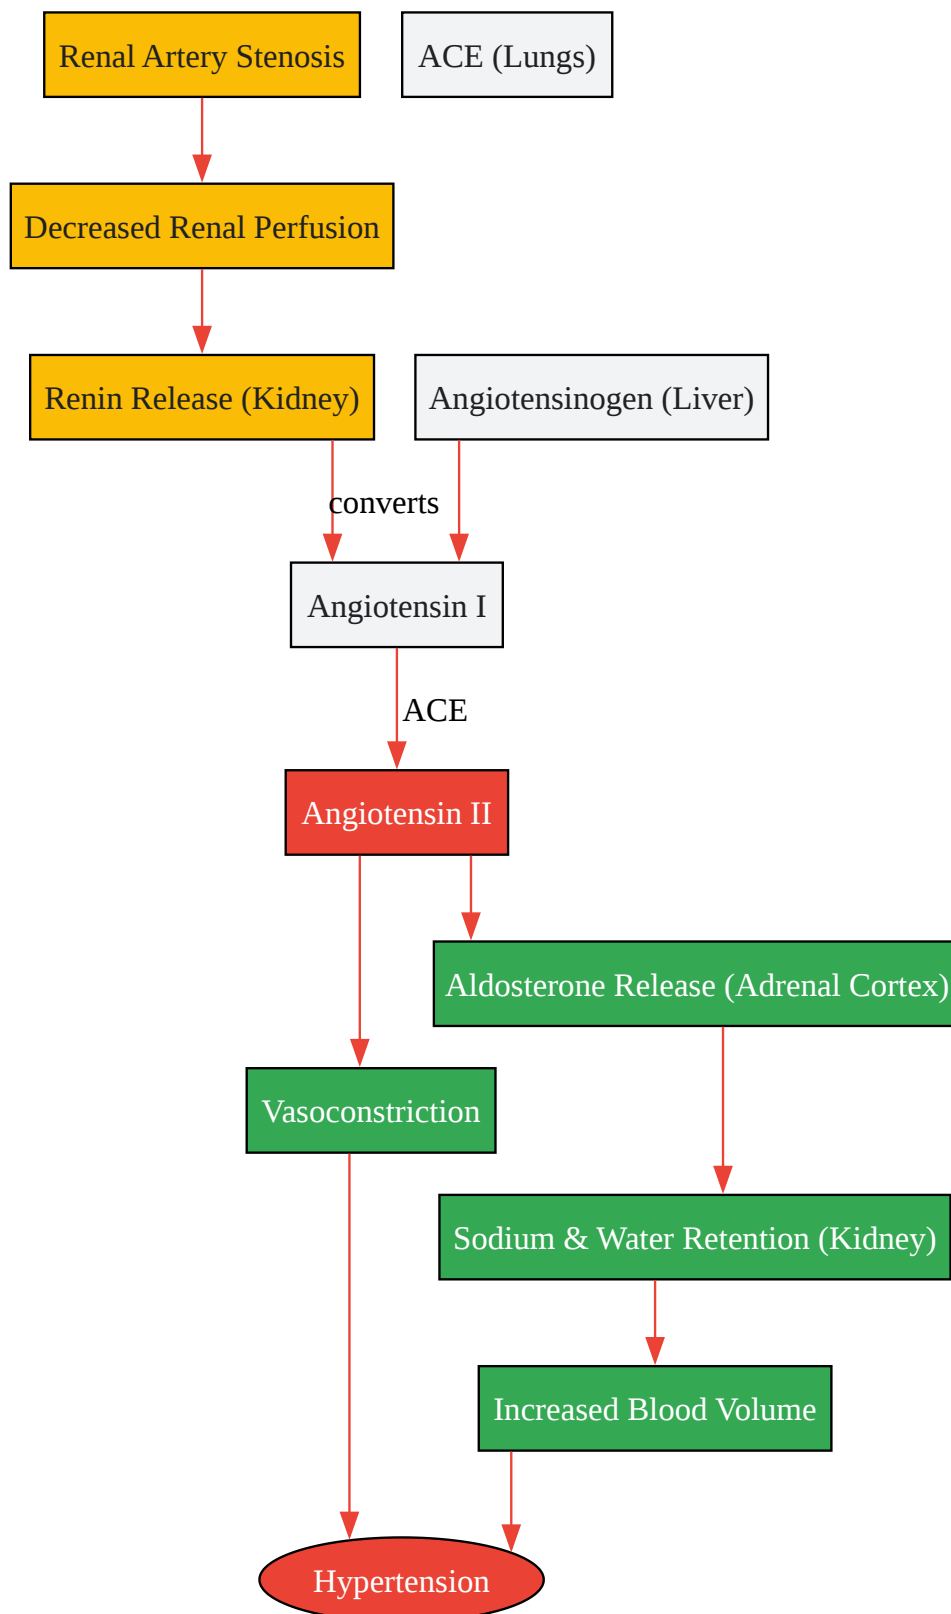 Renal Artery Stenosis
ACE (Lungs)
Decreased Renal Perfusion
Renin Release (Kidney)
Angiotensinogen (Liver)
converts
Angiotensin I
ACE
Angiotensin II
Aldosterone Release (Adrenal Cortex)
Vasoconstriction
Sodium & Water Retention (Kidney)
Increased Blood Volume
Hypertension